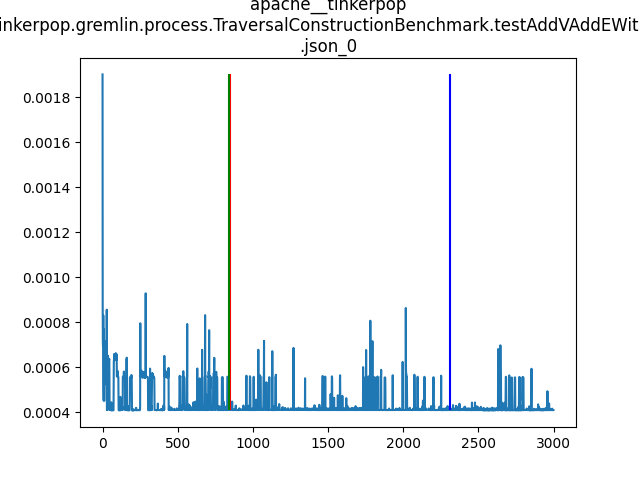 apache__tinkerpop
inkerpop.gremlin.process.TraversalConstructionBenchmark.testAddVAddEWit
.json_0
0.0018
0.0016
0.0014
0.0012
0.0010
0.0008
0.0006
0.0004
0 500 1000 1500 2000 2500 3000